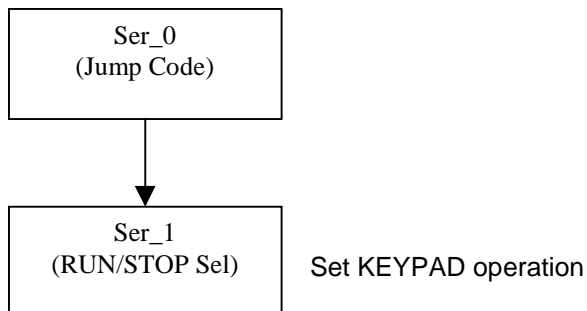 Ser_0
(Jump Code)
Ser_1
(RUN/STOP Sel)
Set KEYPAD operation